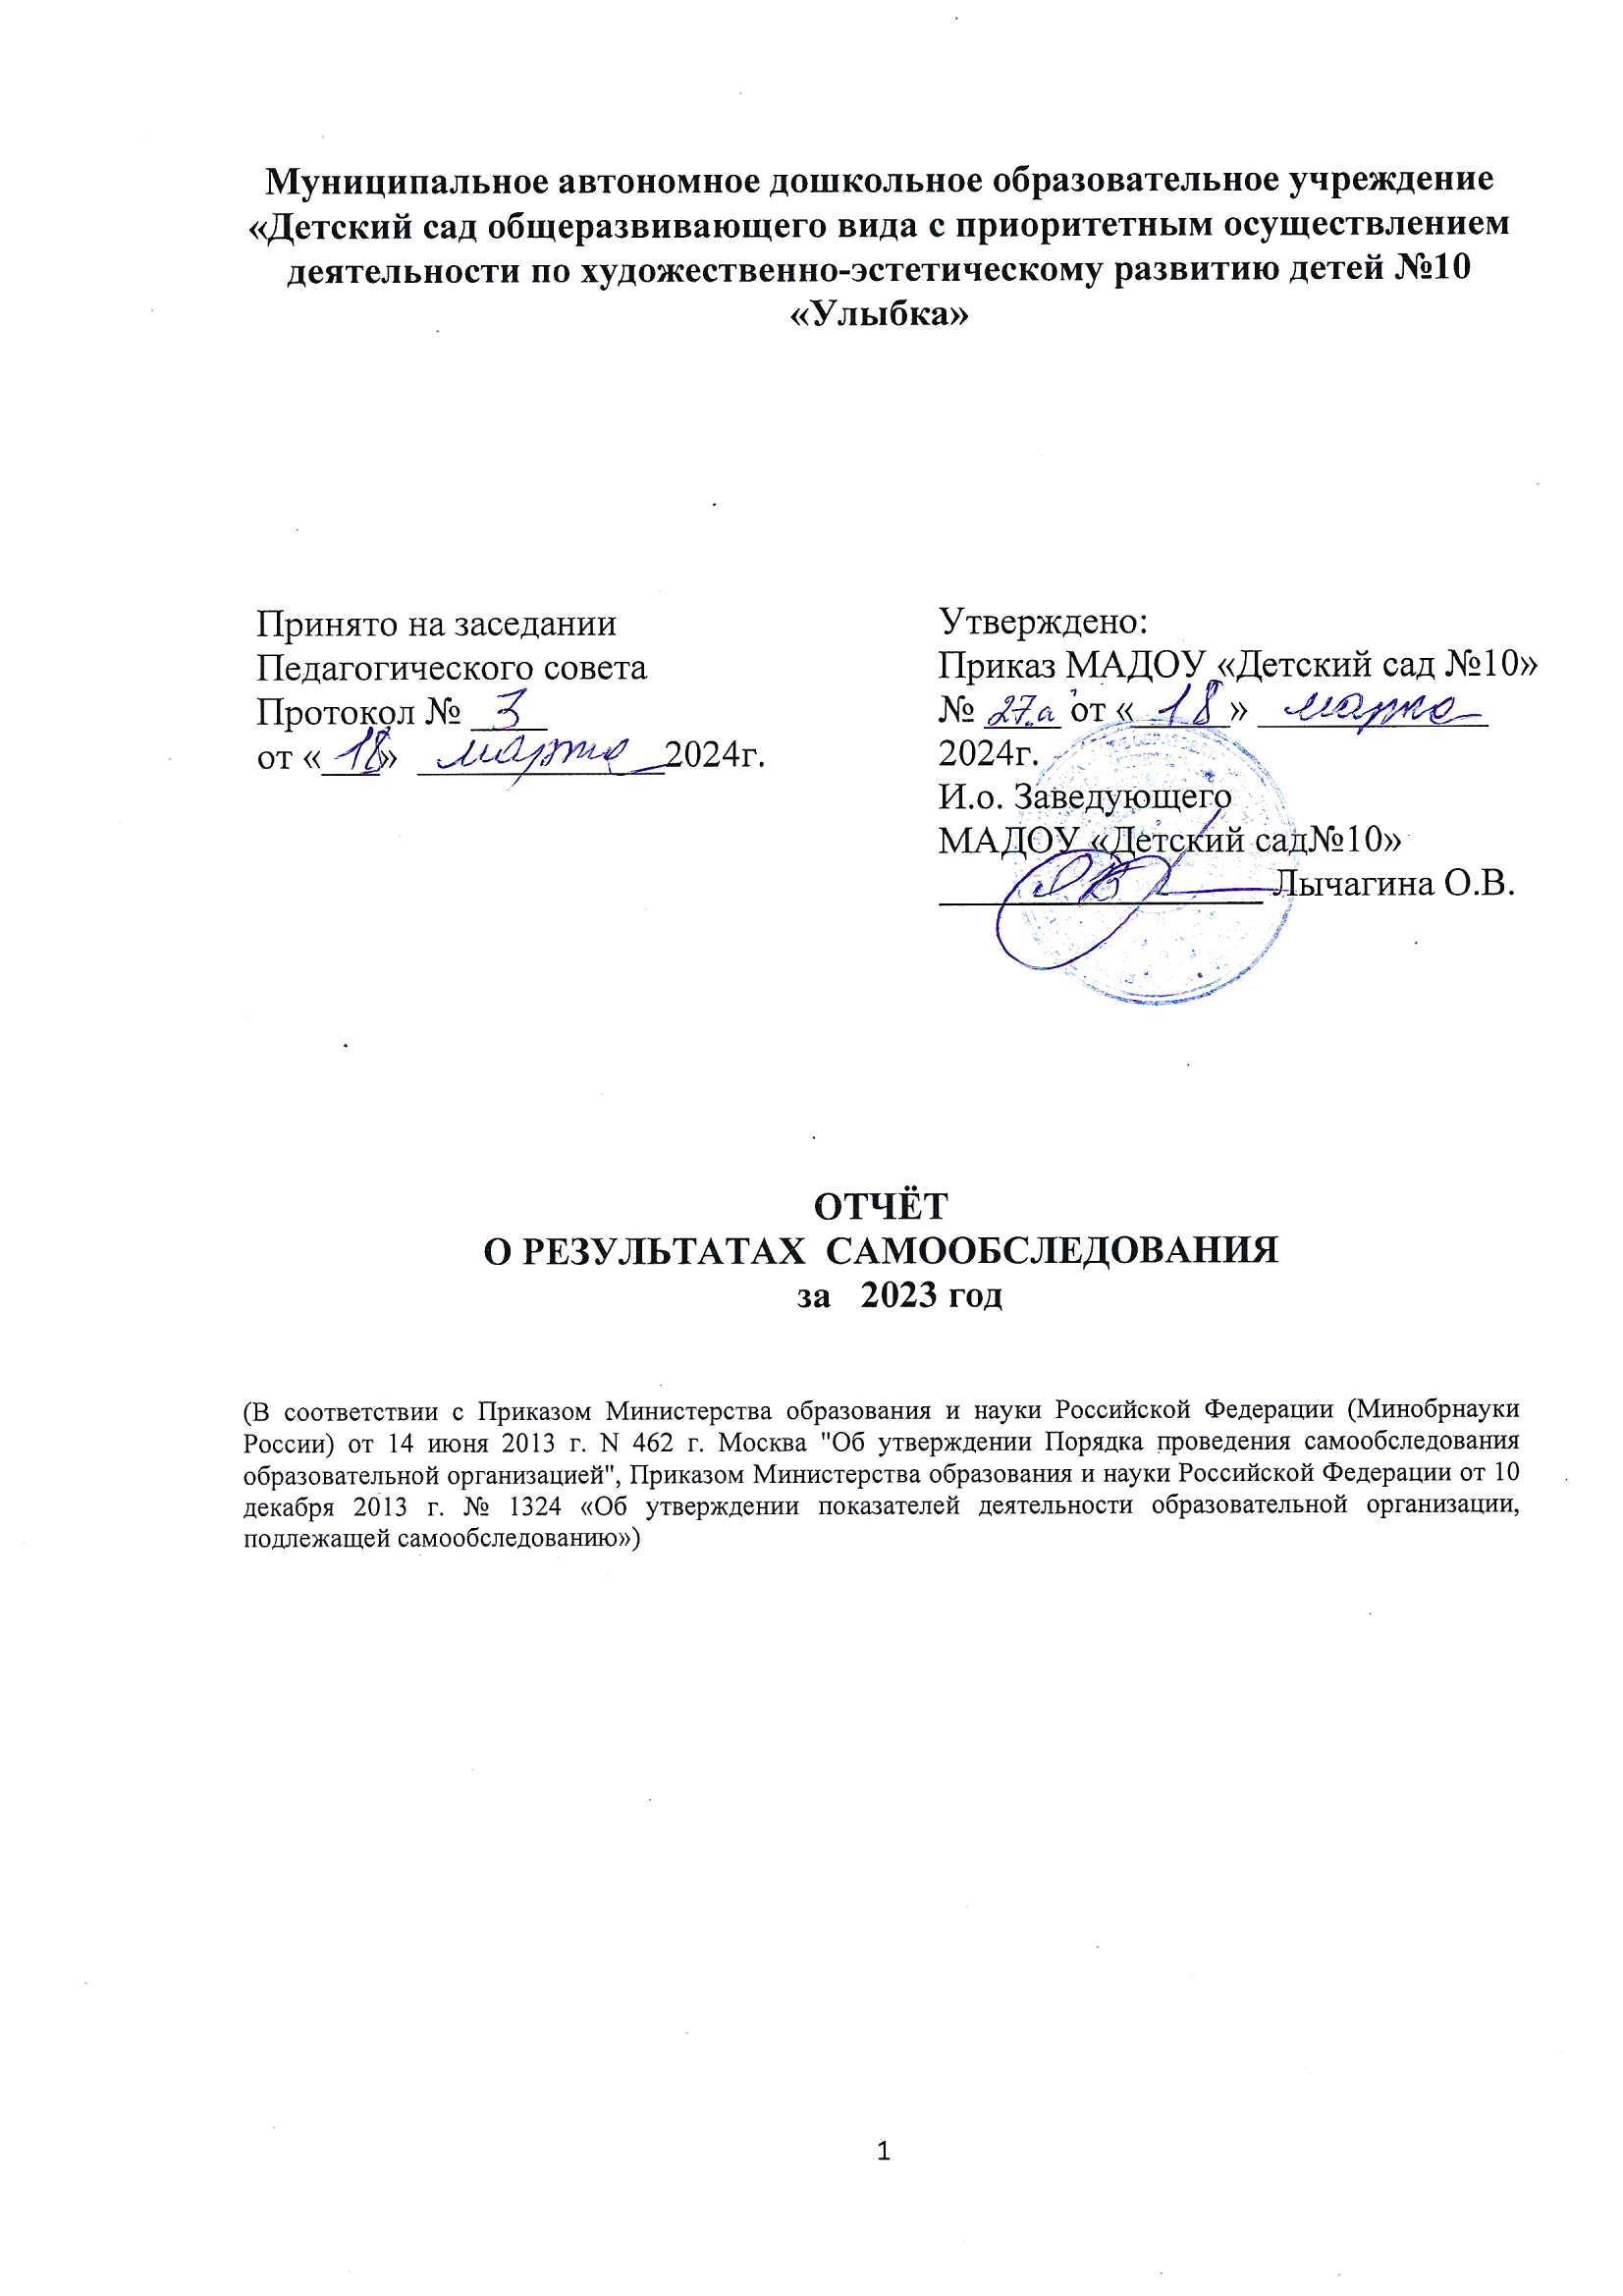 Муниципальное автономное дошкольное образовательное учреждение
«Детский сад общеразвивающего вида с приоритетным осуществлением
деятельности по художественно-эстетическому развитию детей №10
«Улыбка»
Принято на заседании
Педагогического совета
Протокол № 3
от «18» марта 2024г.
Утверждено:
Приказ МАДОУ «Детский сад №10»
№ 27.а от «18» марта
2024г.
И.о. Заведующего
МАДОУ «Детский сад№10»
Лычагина О.В.
ОТЧЁТ
О РЕЗУЛЬТАТАХ САМООБСЛЕДОВАНИЯ
за 2023 год
(В соответствии с Приказом Министерства образования и науки Российской Федерации (Минобрнауки
России) от 14 июня 2013 г. N 462 г. Москва "Об утверждении Порядка проведения самообследования
образовательной организацией", Приказом Министерства образования и науки Российской Федерации от 10
декабря 2013 г. № 1324 «Об утверждении показателей деятельности образовательной организации,
подлежащей самообследованию»)
1